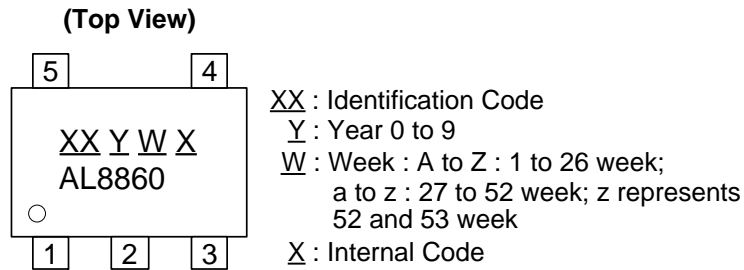 (Top View)
5 4
XX Y W X
AL8860
1 2 3
XX : Identification Code
Y : Year 0 to 9
W : Week : A to Z : 1 to 26 week;
a to z : 27 to 52 week; z represents
52 and 53 week
X : Internal Code